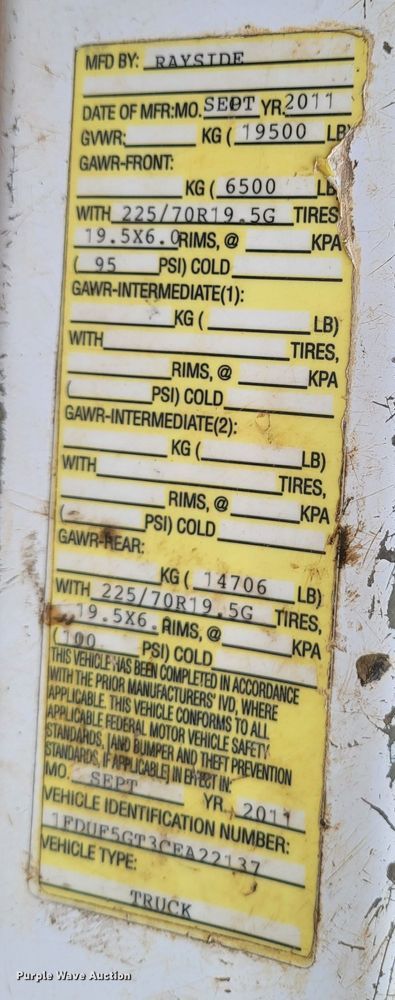 MFD BY: RAYSIDE
DATE OF MFR:MO. SEPT YR. 2011
GVWR: KG ( 19500 LB)
GAWR-FRONT:
KG ( 6500 LB
WITH 225/70R19.5G TIRES
19.5X6.0 RIMS, @ KPA
( 95 PSI) COLD
GAWR-INTERMEDIATE(1):
KG ( LB)
WITH TIRES,
RIMS, @ KPA
( PSI) COLD
GAWR-INTERMEDIATE(2):
KG ( LB)
WITH TIRES,
RIMS, @ KPA
( PSI) COLD
GAWR-REAR:
KG ( 14706 LB)
WITH 225/70R19.5G TIRES,
19.5X6. RIMS, @ KPA
(100 PSI) COLD
THIS VEHICLE HAS BEEN COMPLETED IN ACCORDANCE
WITH THE PRIOR MANUFACTURERS' IVD, WHERE
APPLICABLE. THIS VEHICLE CONFORMS TO ALL
APPLICABLE FEDERAL MOTOR VEHICLE SAFETY
STANDARDS, [AND BUMPER AND THEFT PREVENTION
STANDARDS, IF APPLICABLE] IN EFFECT IN:
MO. SEPT YR. 2011
VEHICLE IDENTIFICATION NUMBER:
1FDUF5GT3CEA22137
VEHICLE TYPE:
TRUCK
Purple Wave Auction